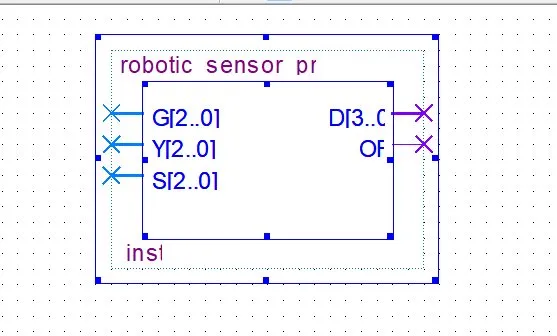 robotic sensor pr
G[2..0]
D[3..0
Y[2..0]
OF
S[2..0]
inst